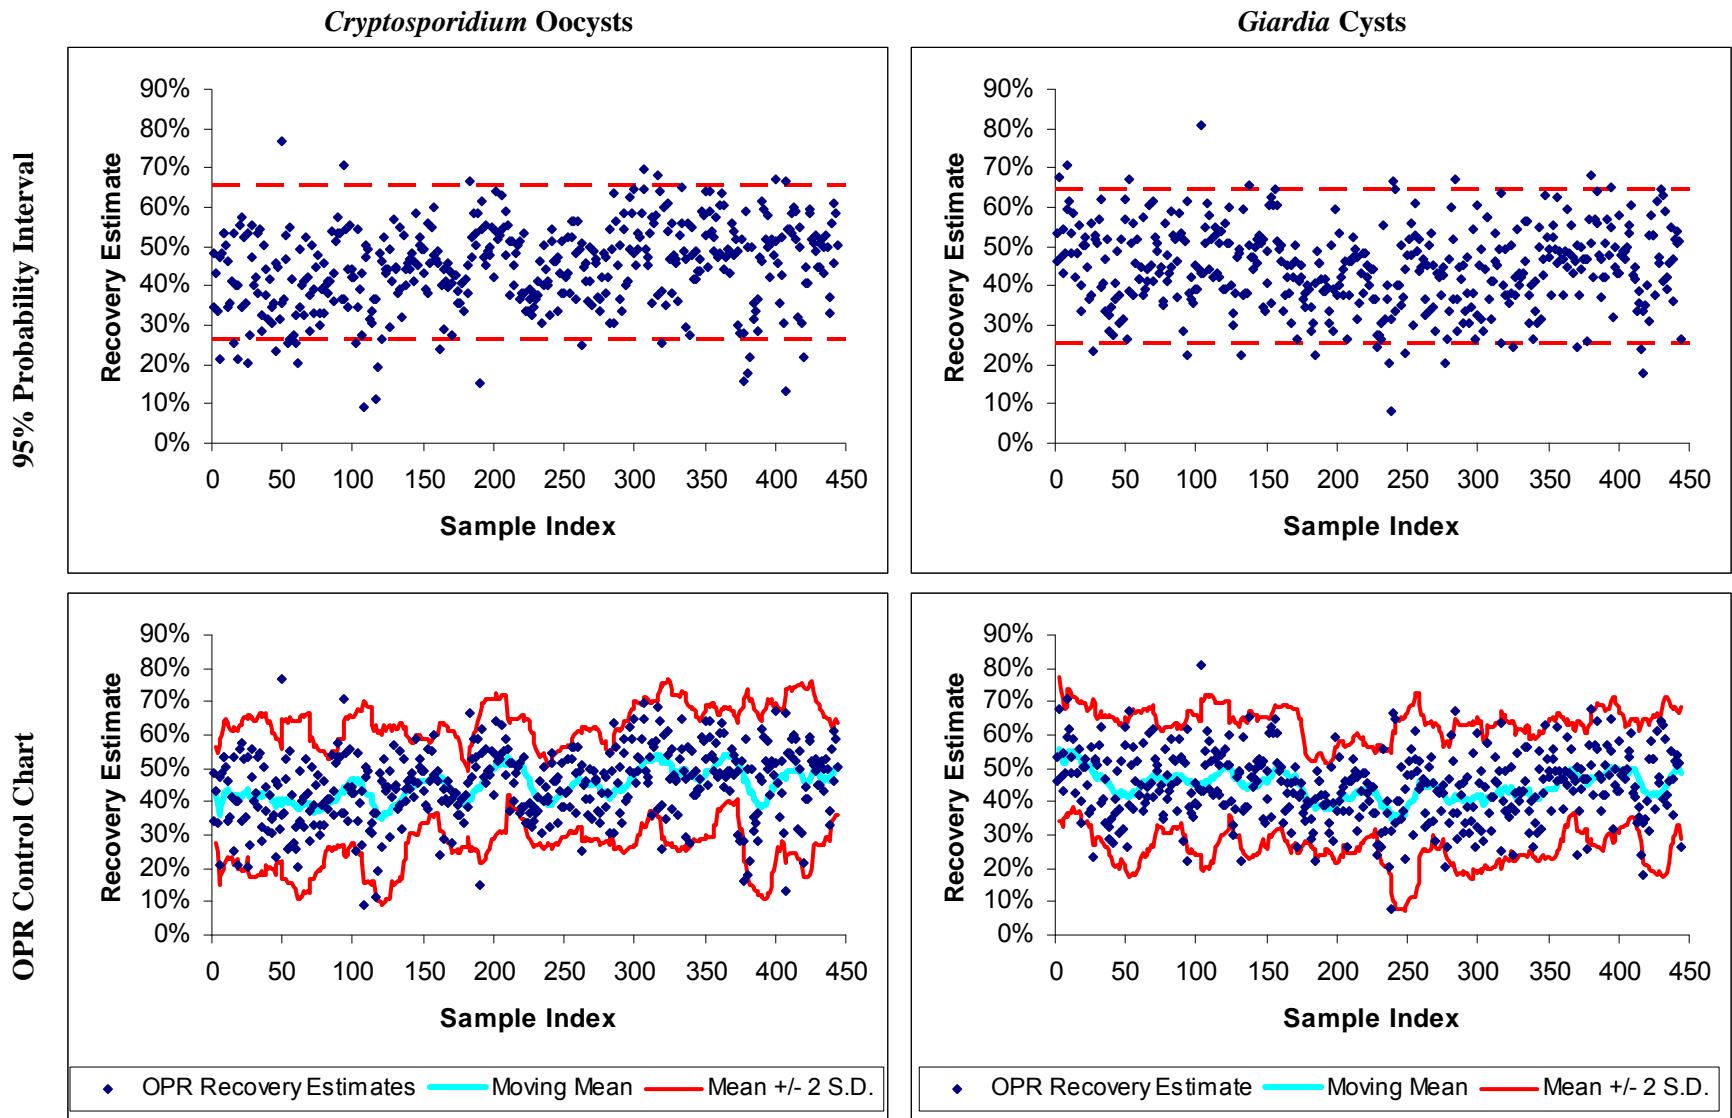 Cryptosporidium Oocysts
Giardia Cysts
95% Probability Interval
Recovery Estimate
90%
80%
70%
60%
50%
40%
30%
20%
10%
0%
0 50 100 150 200 250 300 350 400 450
Sample Index
Recovery Estimate
90%
80%
70%
60%
50%
40%
30%
20%
10%
0%
0 50 100 150 200 250 300 350 400 450
Sample Index
OPR Control Chart
Recovery Estimate
90%
80%
70%
60%
50%
40%
30%
20%
10%
0%
0 50 100 150 200 250 300 350 400 450
Sample Index
OPR Recovery Estimates Moving Mean Mean +/- 2 S.D.
Recovery Estimate
90%
80%
70%
60%
50%
40%
30%
20%
10%
0%
0 50 100 150 200 250 300 350 400 450
Sample Index
OPR Recovery Estimate Moving Mean Mean +/- 2 S.D.